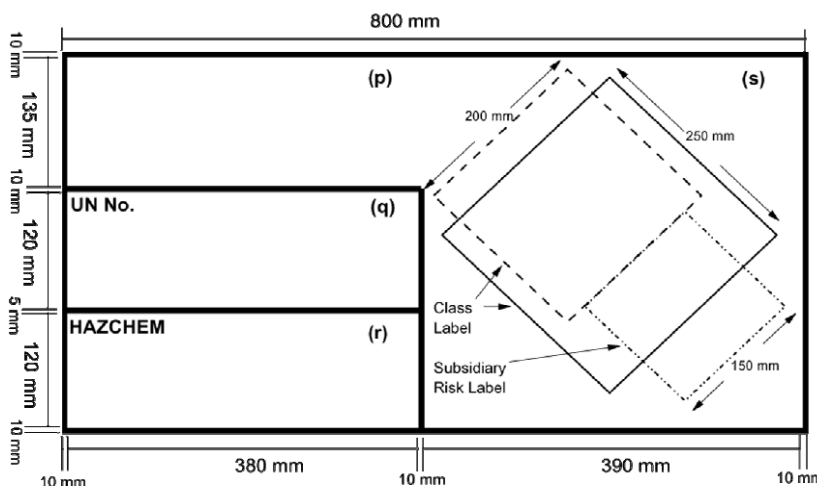 800 mm
10 mm
135 mm
10 mm
120 mm
5 mm
120 mm
10 mm
(p)
(s)
200 mm
250 mm
UN No.
(q)
HAZCHEM
(r)
Class
Label
Subsidiary
Risk Label
150 mm
380 mm
390 mm
10 mm
10 mm
10 mm